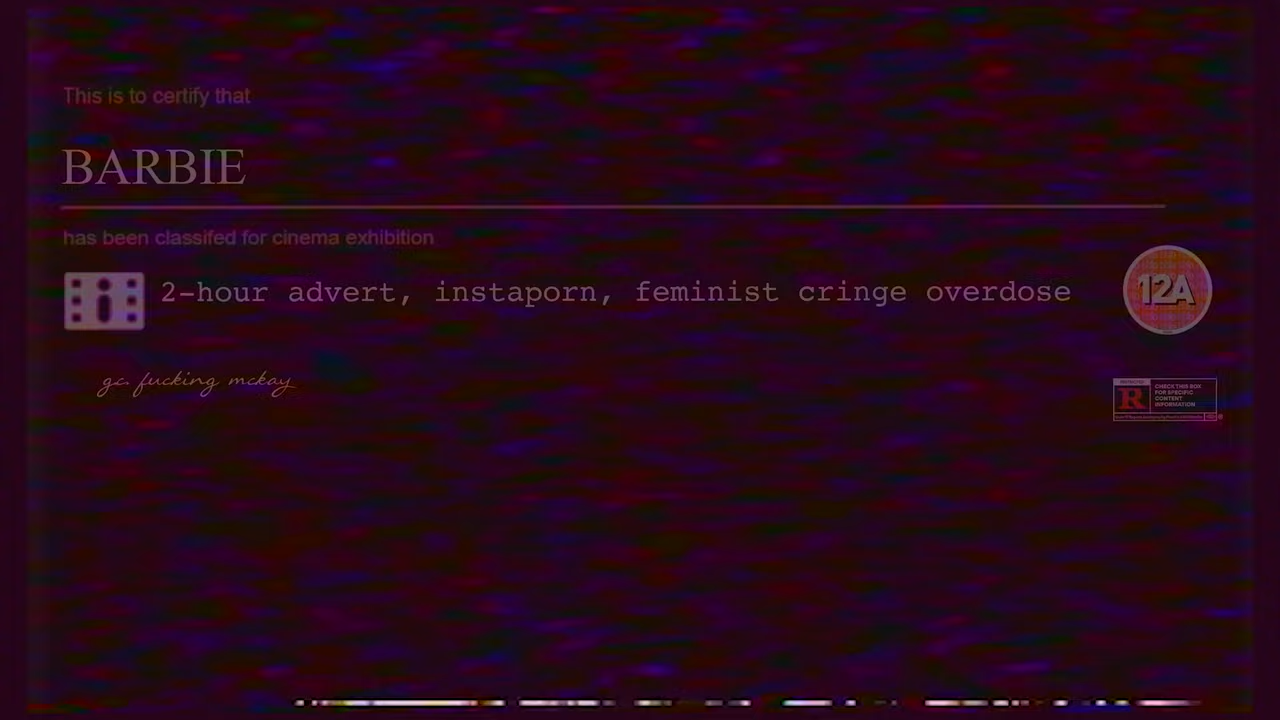 This is to certify that
BARBIE
has been classifed for cinema exhibition
2-hour advert, instaporn, feminist cringe overdose
12A
gc. fucking mckay
R
CHECK THIS BOX
FOR SPECIFIC
CONTENT
INFORMATION